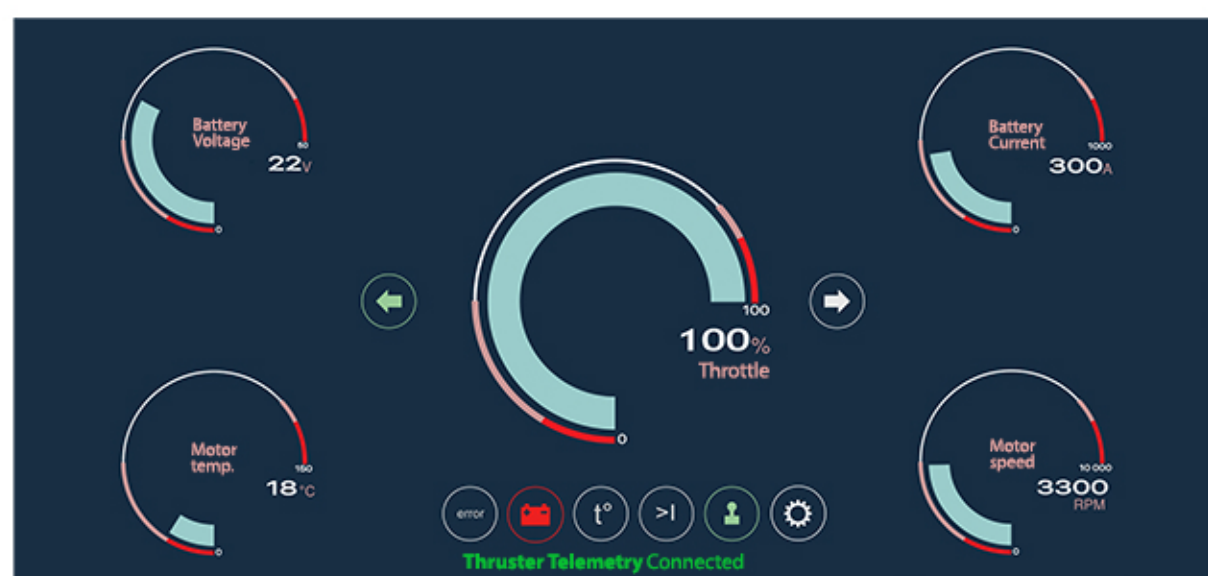 Battery
Voltage
50
22V
0
Battery
Current
1000
300A
0
100
100%
Throttle
0
Motor
temp.
150
18°C
0
Motor
speed
10 000
3300
RPM
0
error
t°
>I
Thruster Telemetry Connected